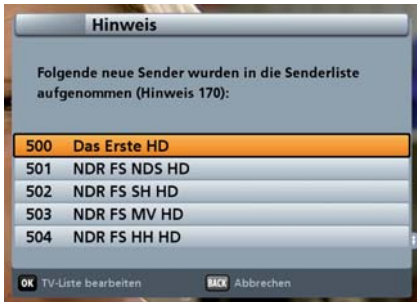 Hinweis
Folgende neue Sender wurden in die Senderliste
aufgenommen (Hinweis 170):
500 Das Erste HD
501 NDR FS NDS HD
502 NDR FS SH HD
503 NDR FS MV HD
504 NDR FS HH HD
OK TV-Liste bearbeiten BACK Abbrechen